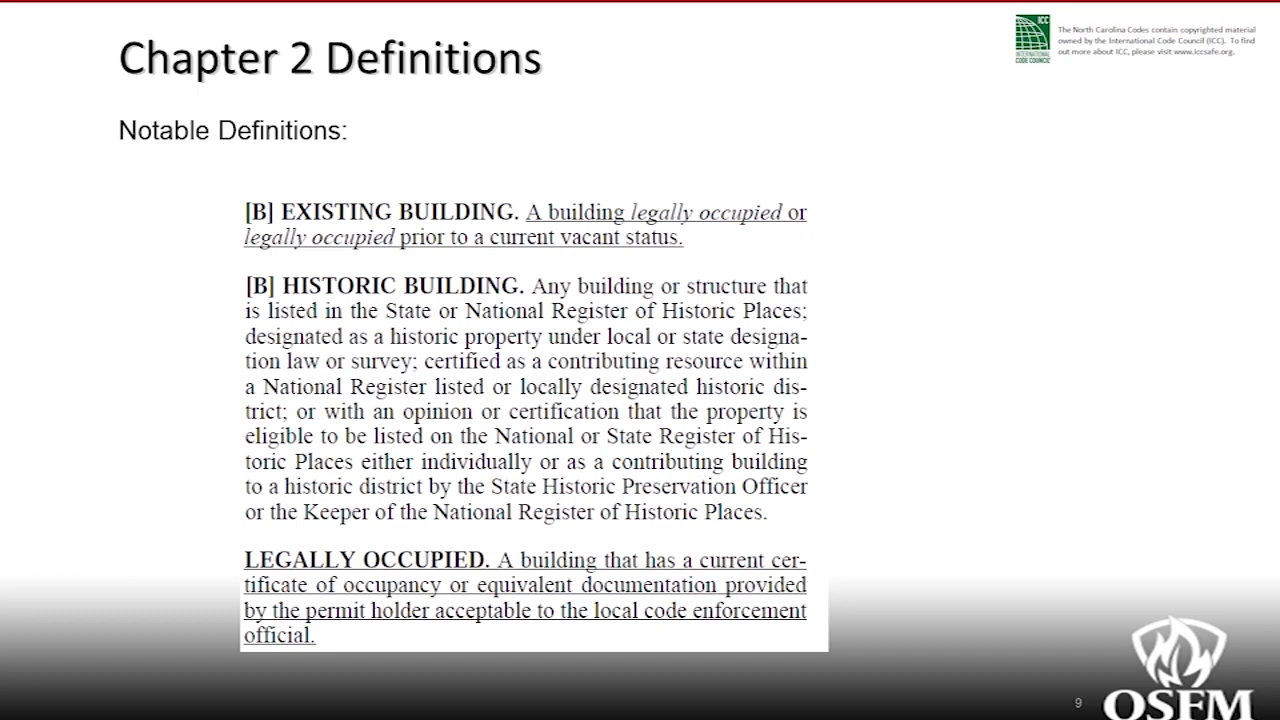 Chapter 2 Definitions
ICC
INTERNATIONAL
CODE COUNCIL
The North Carolina Codes contain copyrighted material
owned by the International Code Council (ICC). To find
out more about ICC, please visit www.iccsafe.org.
Notable Definitions:
[B] EXISTING BUILDING. A building legally occupied or
legally occupied prior to a current vacant status.
[B] HISTORIC BUILDING. Any building or structure that
is listed in the State or National Register of Historic Places;
designated as a historic property under local or state designa-
tion law or survey; certified as a contributing resource within
a National Register listed or locally designated historic dis-
trict; or with an opinion or certification that the property is
eligible to be listed on the National or State Register of His-
toric Places either individually or as a contributing building
to a historic district by the State Historic Preservation Officer
or the Keeper of the National Register of Historic Places.
LEGALLY OCCUPIED. A building that has a current cer-
tificate of occupancy or equivalent documentation provided
by the permit holder acceptable to the local code enforcement
official.
9
OSFM